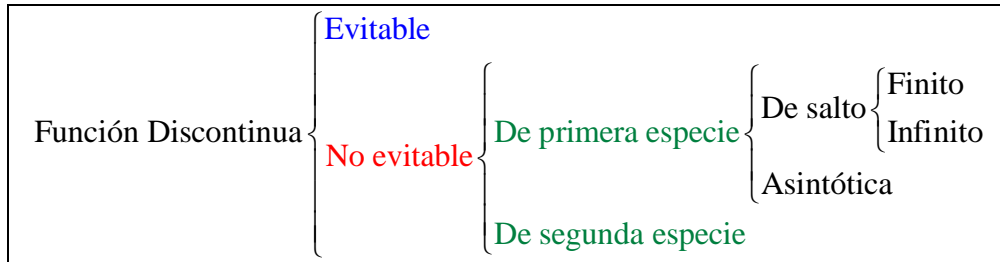 Evitable
Finito
De salto
Infinito
Función Discontinua
De primera especie
No evitable
Asintótica
De segunda especie